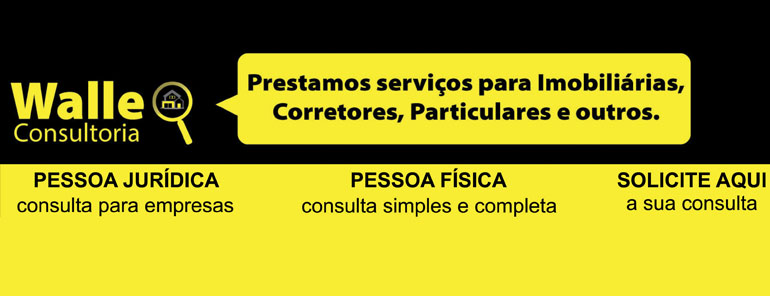 Prestamos serviços para Imobiliárias,
Corretores, Particulares e outros.
Walle
Consultoria
PESSOA JURÍDICA
consulta para empresas
PESSOA FÍSICA
consulta simples e completa
SOLICITE AQUI
a sua consulta